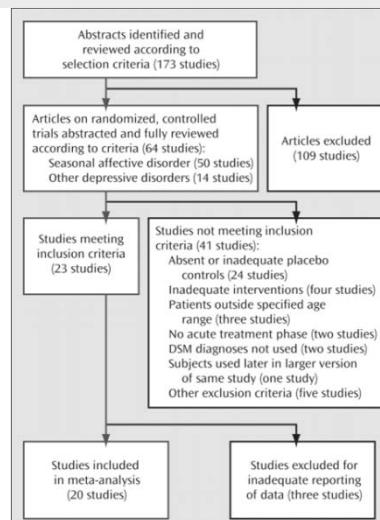 Abstracts identified and
reviewed according to
selection criteria (173 studies)
Articles on randomized, controlled
trials abstracted and fully reviewed
according to criteria (64 studies):
Seasonal affective disorder (50 studies)
Other depressive disorders (14 studies)
Articles excluded
(109 studies)
Studies meeting
inclusion criteria
(23 studies)
Studies not meeting inclusion
criteria (41 studies):
Absent or inadequate placebo
controls (24 studies)
Inadequate interventions (four studies)
Patients outside specified age
range (three studies)
No acute treatment phase (two studies)
DSM diagnoses not used (two studies)
Subjects used later in larger version
of same study (one study)
Other exclusion criteria (five studies)
Studies included
in meta-analysis
(20 studies)
Studies excluded for
inadequate reporting
of data (three studies)